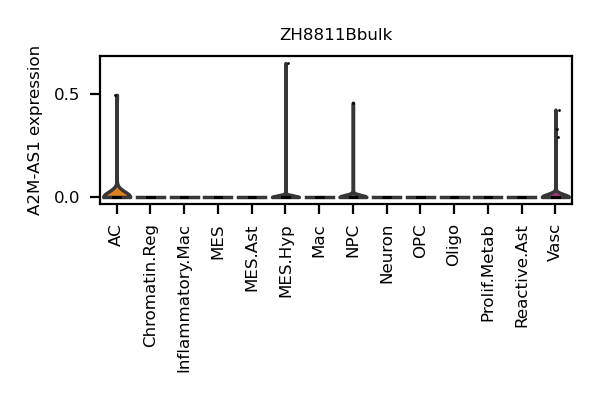 ZH8811Bbulk
A2M-AS1 expression
0.5
0.0
AC
Chromatin.Reg
Inflammatory.Mac
MES
MES.Ast
MES.Hyp
Mac
NPC
Neuron
OPC
Oligo
Prolif.Metab
Reactive.Ast
Vasc